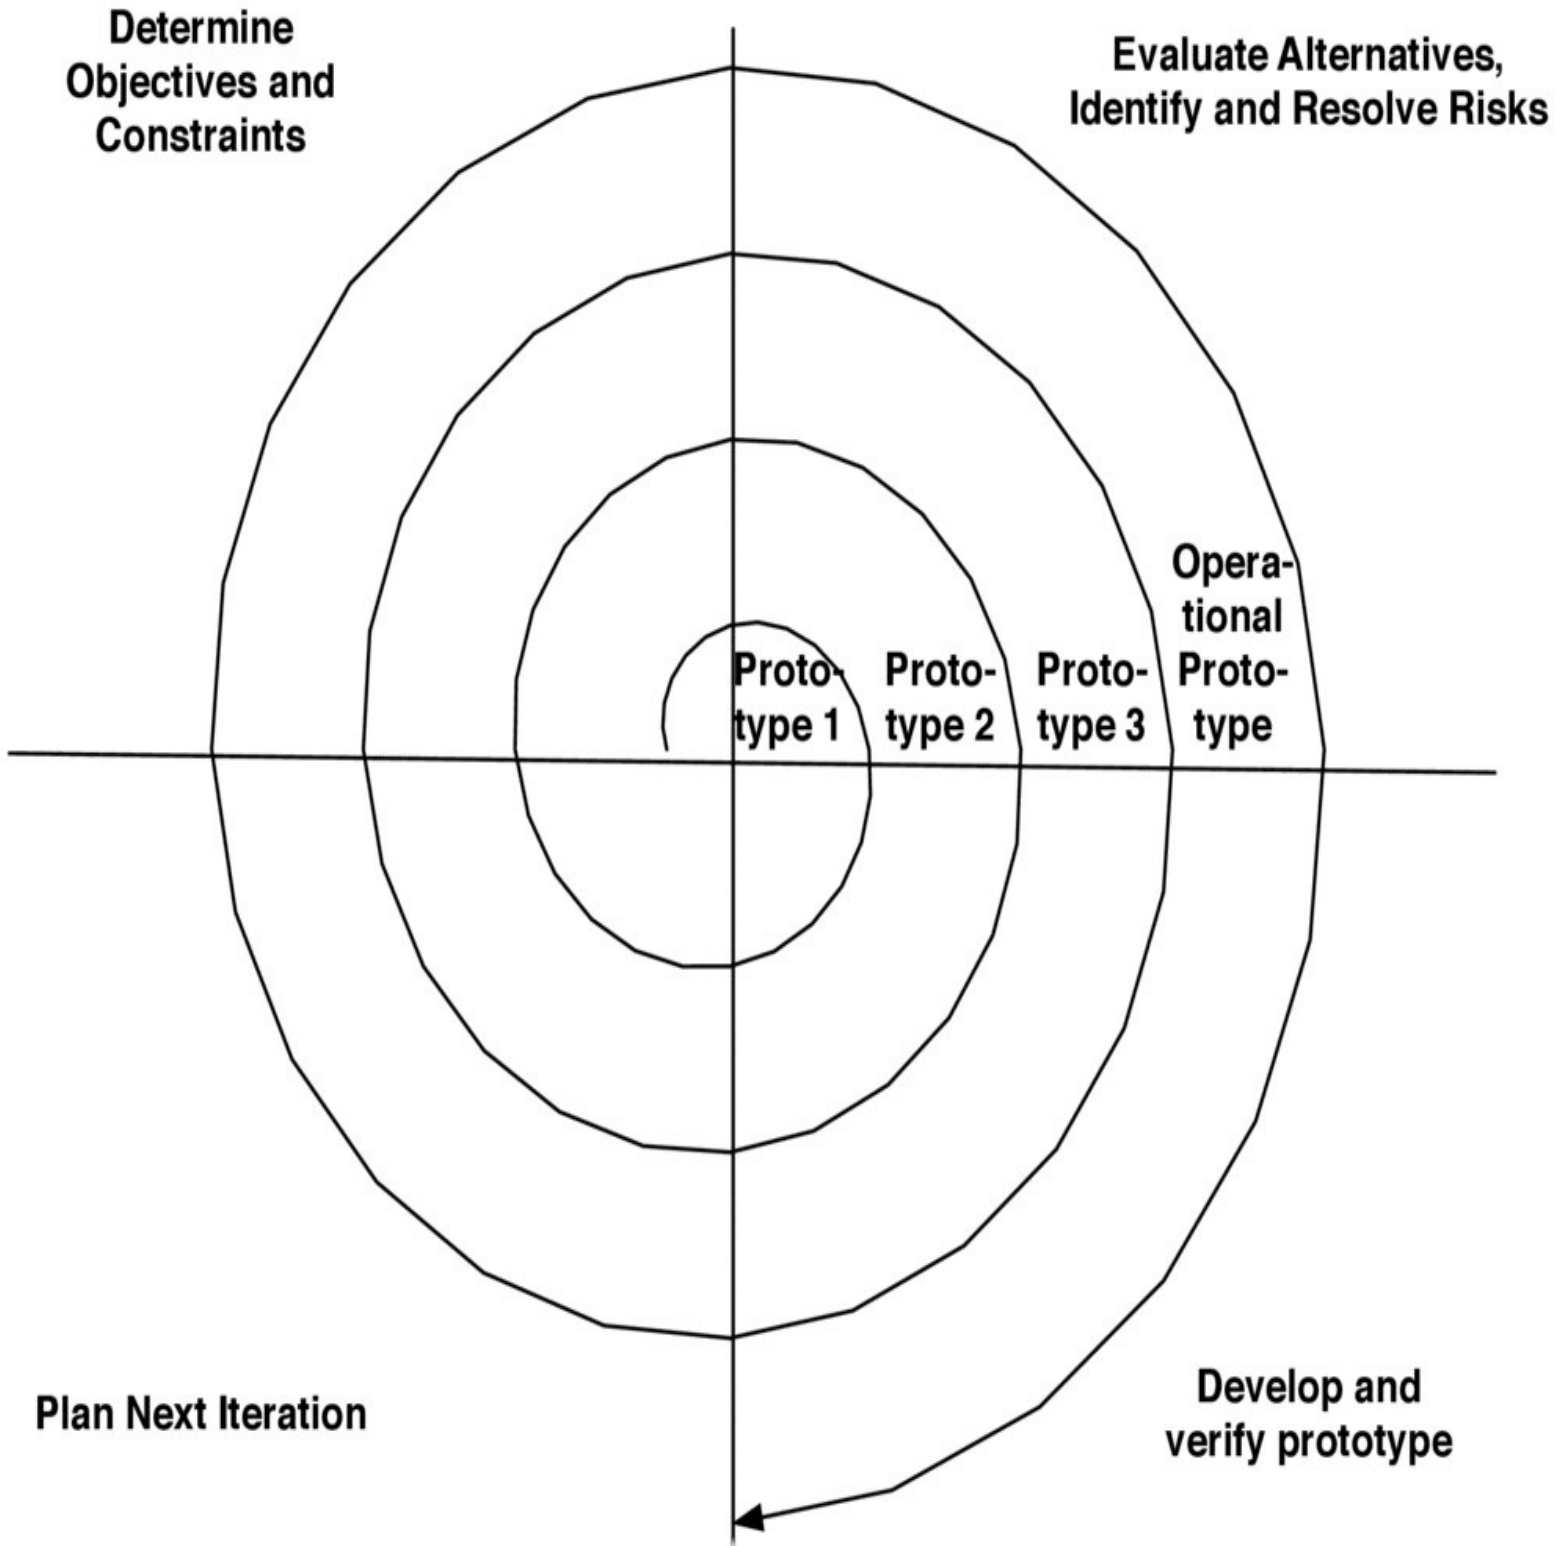 Determine
Objectives and
Constraints
Evaluate Alternatives,
Identify and Resolve Risks
Proto-
type 1
Proto-
type 2
Proto-
type 3
Opera-
tional
Proto-
type
Plan Next Iteration
Develop and
verify prototype